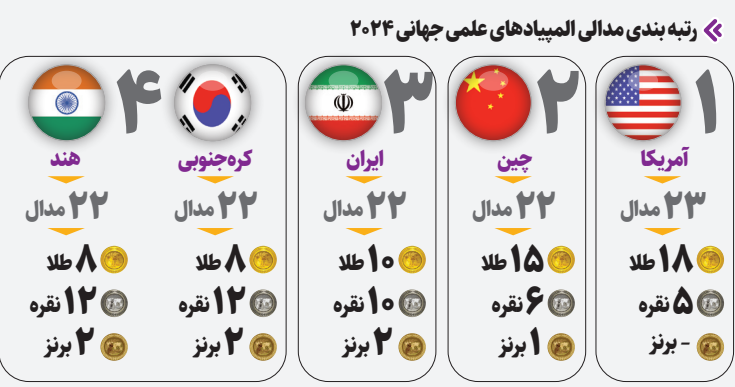 رتبه بندی مدالی المپیادهای علمی جهانی ۲۰۲۴
۱
آمریکا
۲۳ مدال
۱۸ طلا
۵ نقره
- برنز
۲
چین
۲۲ مدال
۱۵ طلا
۶ نقره
۱ برنز
۳
ایران
۲۲ مدال
۱۰ طلا
۱۰ نقره
۲ برنز
۴
کره‌جنوبی
۲۲ مدال
۸ طلا
۱۲ نقره
۲ برنز
هند
۲۲ مدال
۸ طلا
۱۲ نقره
۲ برنز